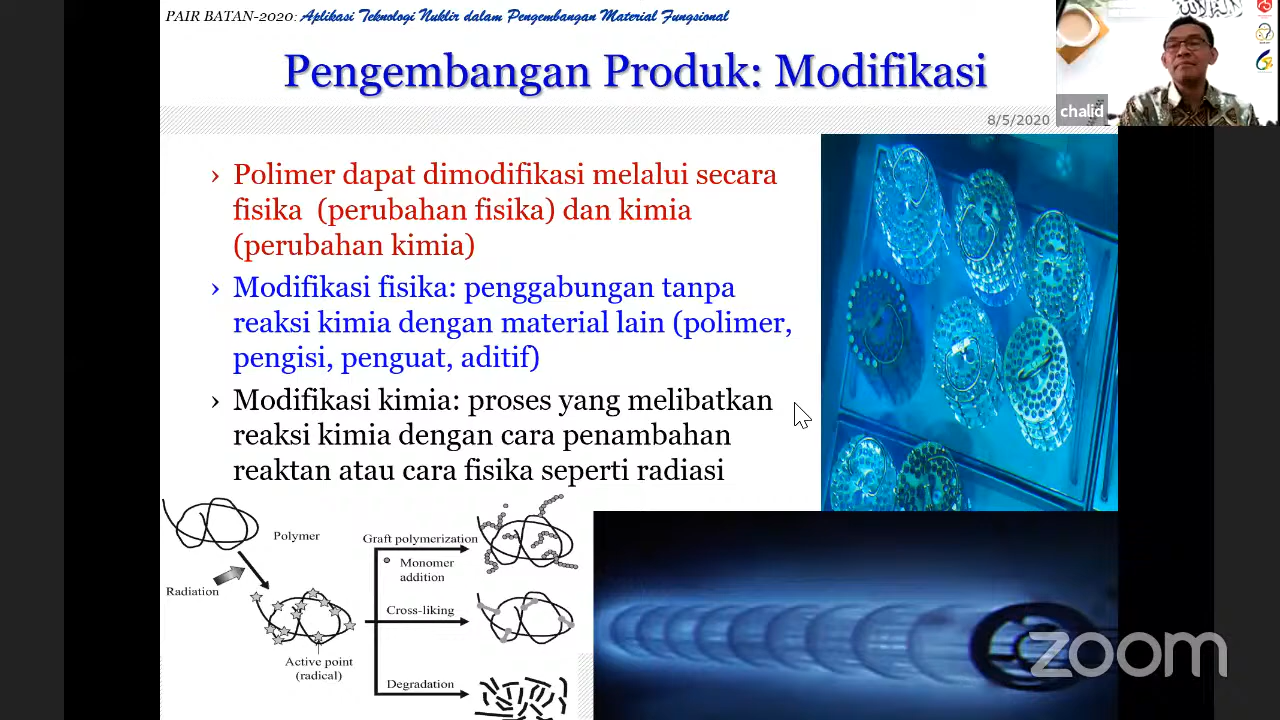 PAIR BATAN-2020: Aplikasi Teknologi Nuklir dalam Pengembangan Material Fungsional
Pengembangan Produk: Modifikasi
8/5/2020
chalid
› Polimer dapat dimodifikasi melalui secara
fisika (perubahan fisika) dan kimia
(perubahan kimia)
› Modifikasi fisika: penggabungan tanpa
reaksi kimia dengan material lain (polimer,
pengisi, penguat, aditif)
› Modifikasi kimia: proses yang melibatkan
reaksi kimia dengan cara penambahan
reaktan atau cara fisika seperti radiasi
Polymer
Radiation
Active point
(radical)
Graft polymerization
Monomer
addition
Cross-liking
Degradation
zoom